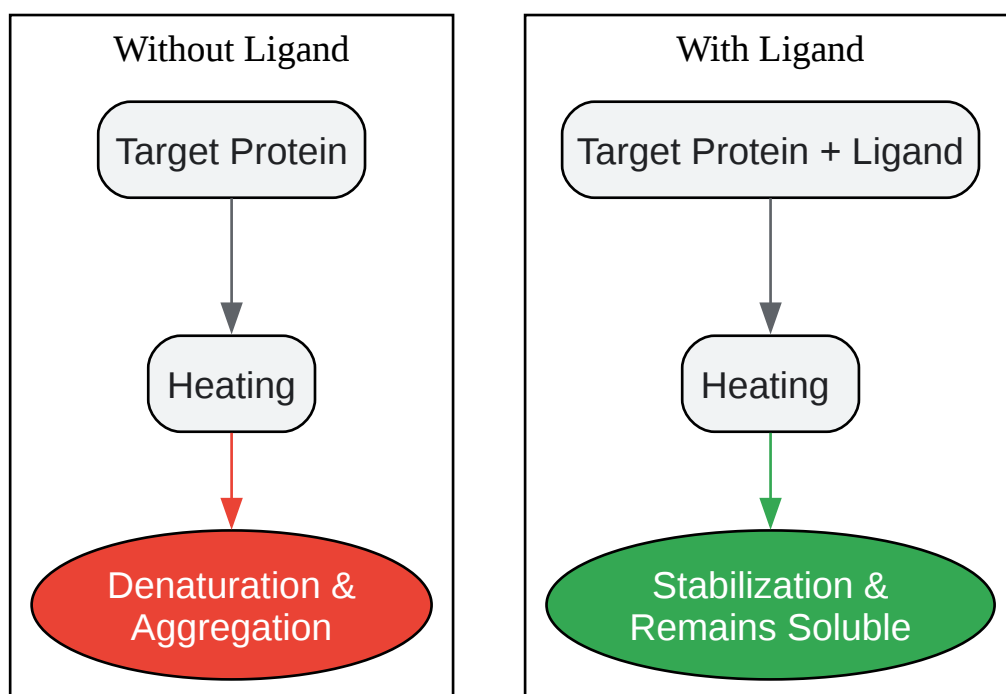 Without Ligand
Target Protein
Heating
Denaturation &
Aggregation
With Ligand
Target Protein + Ligand
Heating
Stabilization &
Remains Soluble